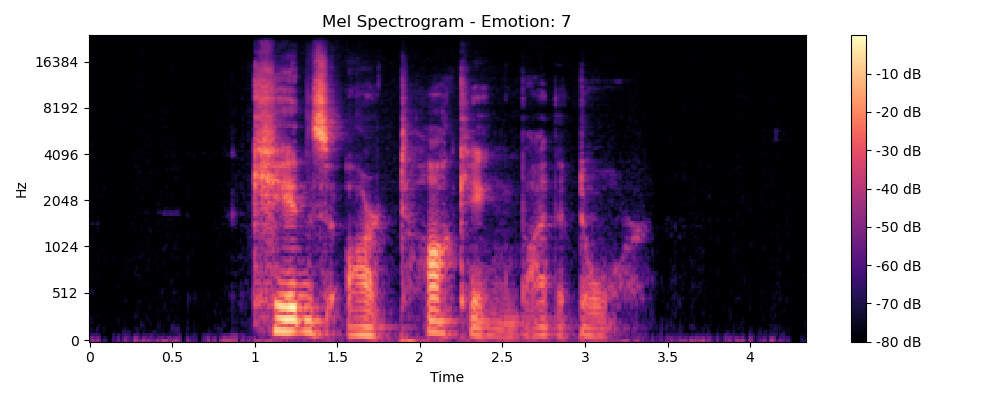 Mel Spectrogram - Emotion: 7
Hz
16384
8192
4096
2048
1024
512
0
0 0.5 1 1.5 2 2.5 3 3.5 4
Time
-10 dB
-20 dB
-30 dB
-40 dB
-50 dB
-60 dB
-70 dB
-80 dB